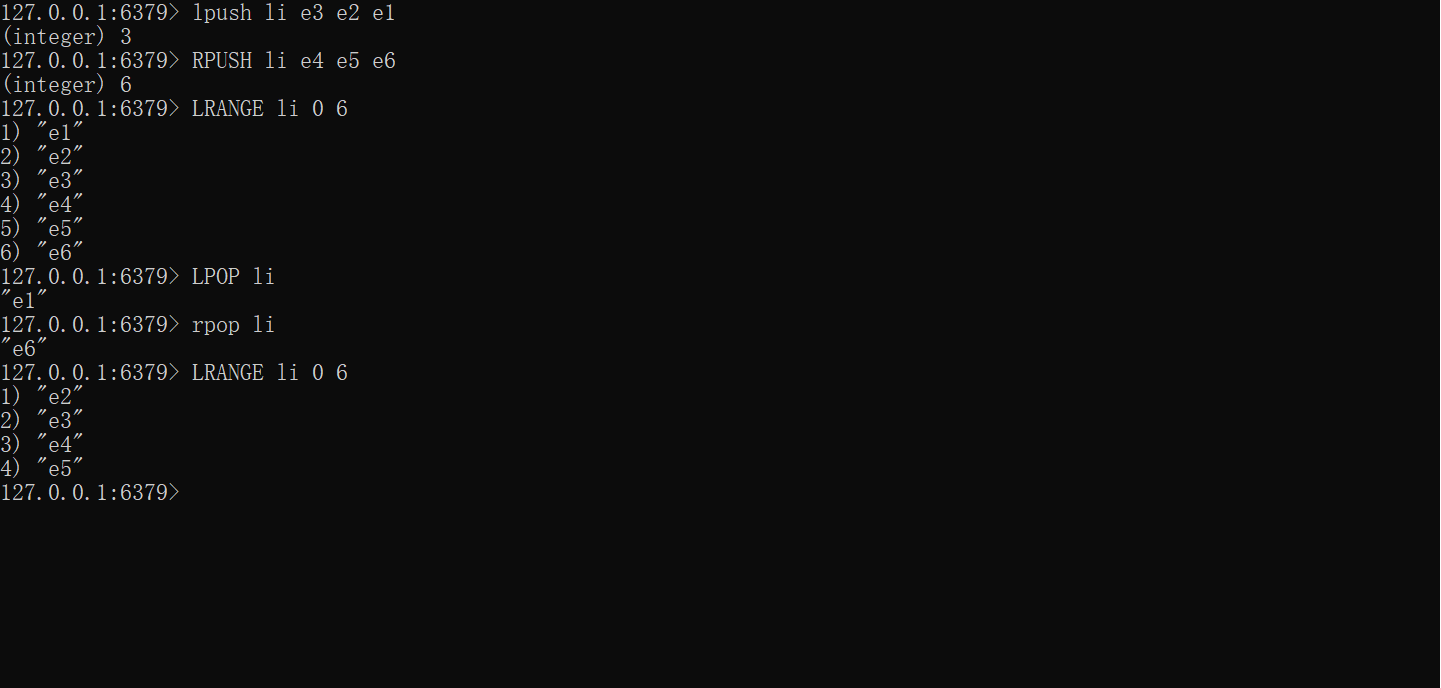 127.0.0.1:6379> lpush li e3 e2 e1
(integer) 3
127.0.0.1:6379> RPUSH li e4 e5 e6
(integer) 6
127.0.0.1:6379> LRANGE li 0 6
1) "e1"
2) "e2"
3) "e3"
4) "e4"
5) "e5"
6) "e6"
127.0.0.1:6379> LPOP li
"e1"
127.0.0.1:6379> rpop li
"e6"
127.0.0.1:6379> LRANGE li 0 6
1) "e2"
2) "e3"
3) "e4"
4) "e5"
127.0.0.1:6379>